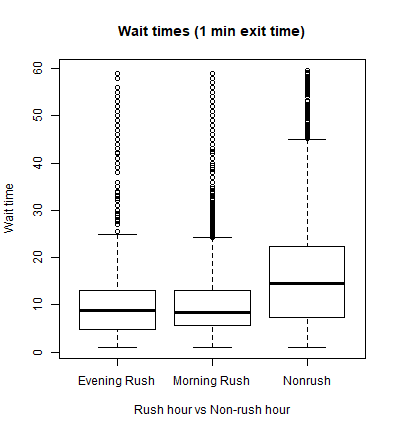 Wait times (1 min exit time)
60
50
40
30
20
10
0
Wait time
Evening Rush Morning Rush Nonrush
Rush hour vs Non-rush hour